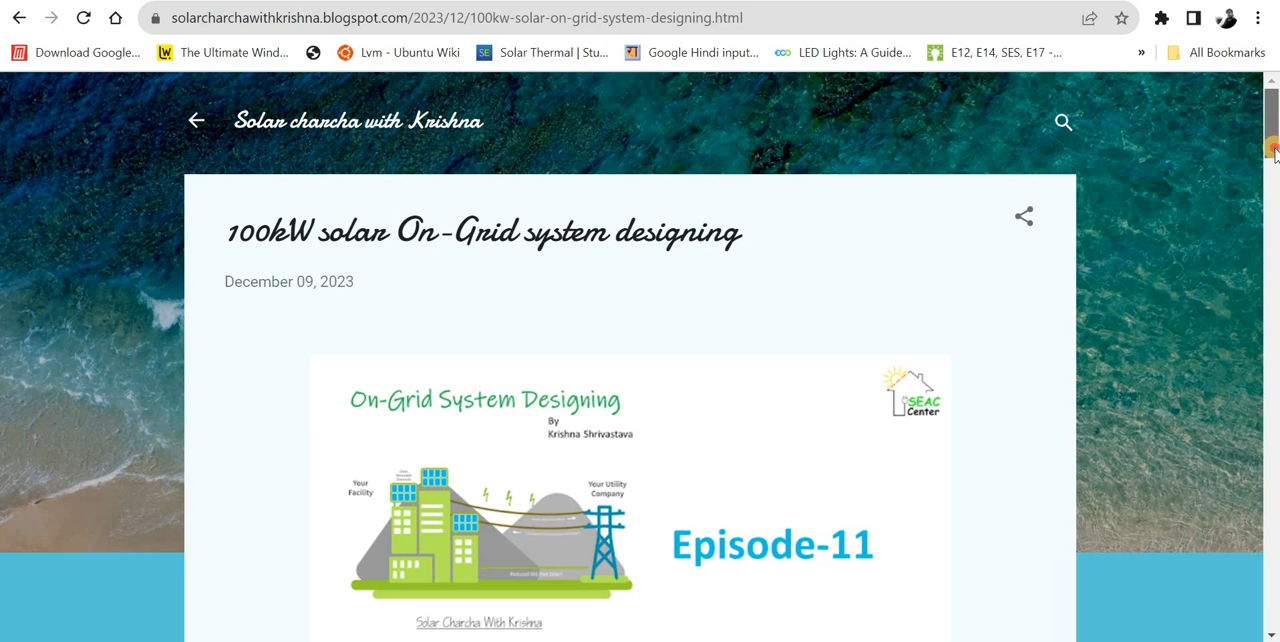 solarcharchawithkrishna.blogspot.com/2023/12/100kw-solar-on-grid-system-designing.html
Download Google... The Ultimate Wind... Lvm - Ubuntu Wiki Solar Thermal | Stu... Google Hindi input... LED Lights: A Guide... E12, E14, SES, E17 -... » All Bookmarks
Solar charcha with Krishna
100kW solar On-Grid system designing
December 09, 2023
On-Grid System Designing
By
Krishna Shrivastava
SEAC
Center
Your
Facility
Your Utility
Company
Episode-11
Solar Charcha With Krishna